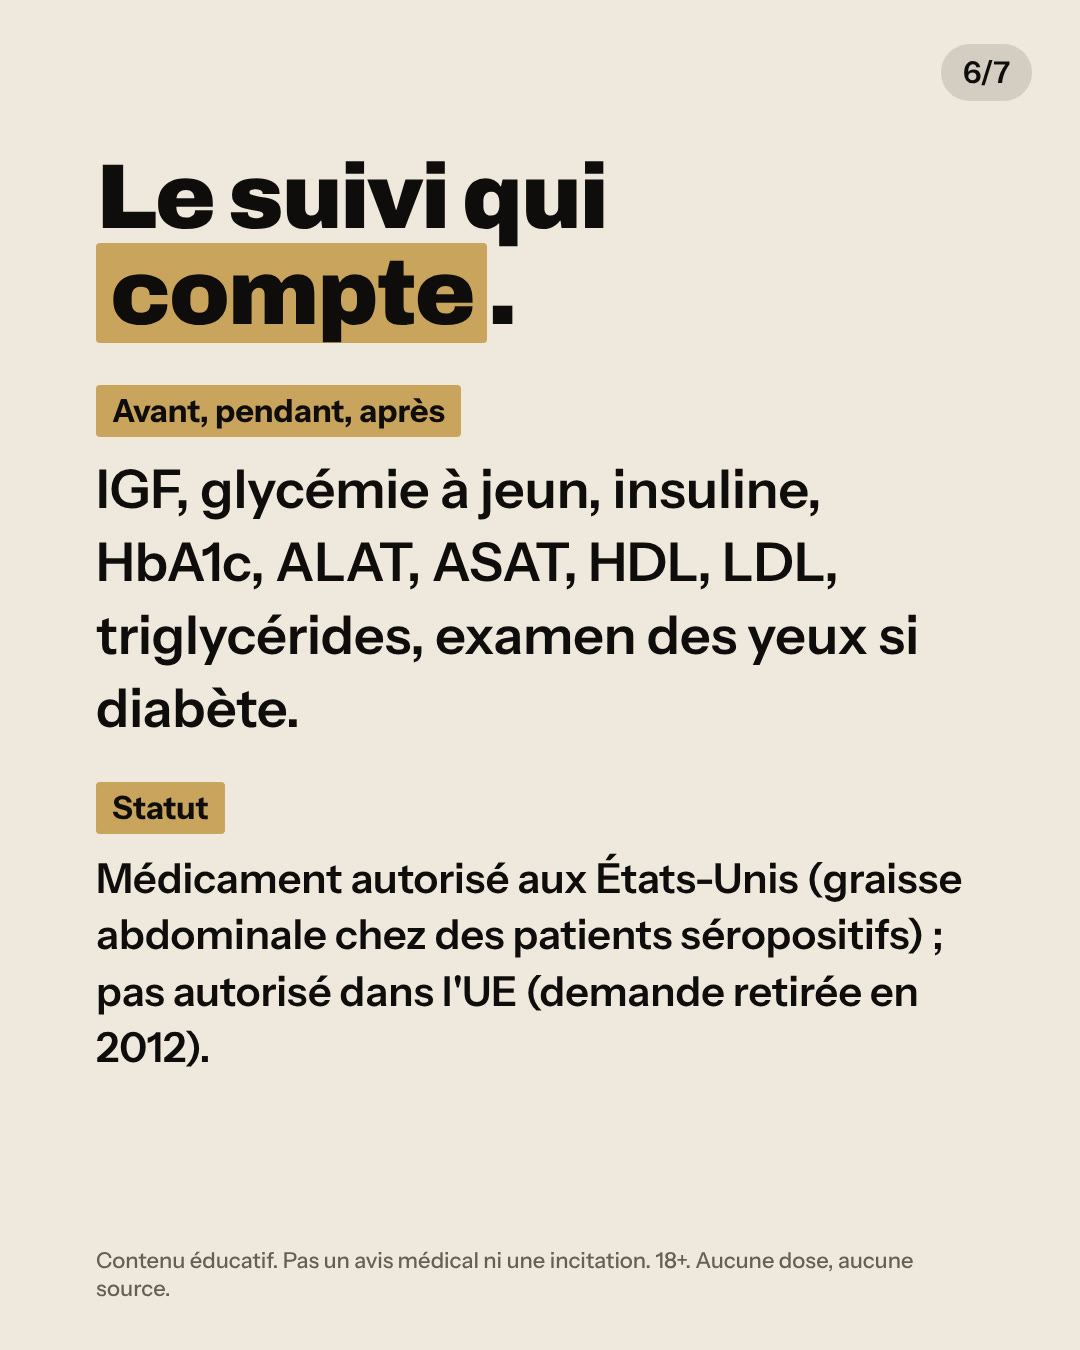 6/7
Le suivi qui
compte.
Avant, pendant, après
IGF, glycémie à jeun, insuline,
HbA1c, ALAT, ASAT, HDL, LDL,
triglycérides, examen des yeux si
diabète.
Statut
Médicament autorisé aux États-Unis (graisse
abdominale chez des patients séropositifs) ;
pas autorisé dans l'UE (demande retirée en
2012).
Contenu éducatif. Pas un avis médical ni une incitation. 18+. Aucune dose, aucune
source.